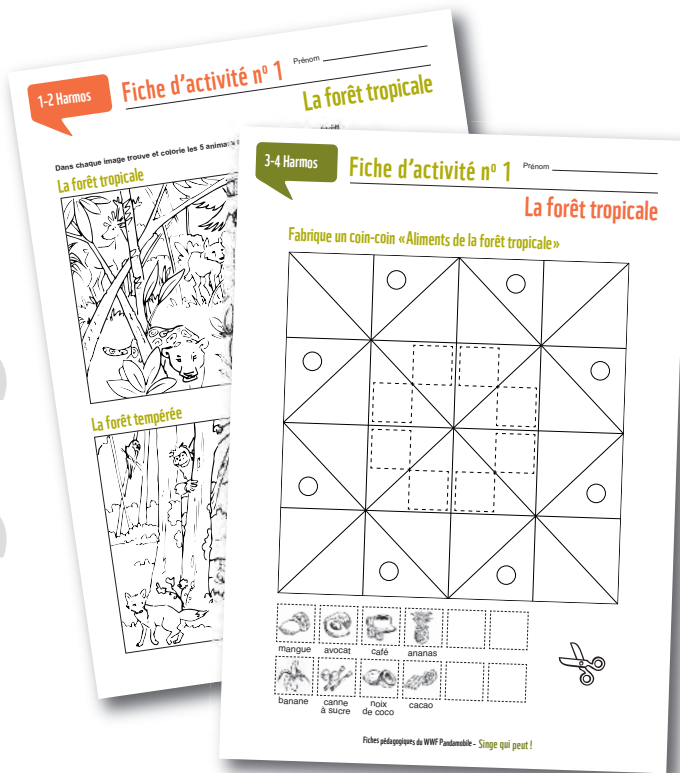 1-2 Harmos
Fiche d'activité nº 1
Prénom
La forêt tropicale
Dans chaque image trouve et colorie les 5
La forêt tropicale
La forêt tempérée
3-4 Harmos
Fiche d'activité nº 1
Prénom
La forêt tropicale
Fabrique un coin-coin «Aliments de la forêt tropicale»
mangue avocat café ananas
banane canne à sucre noix de coco cacao
Fiches pédagogiques du WWF Pandamobile - Singe qui peut !